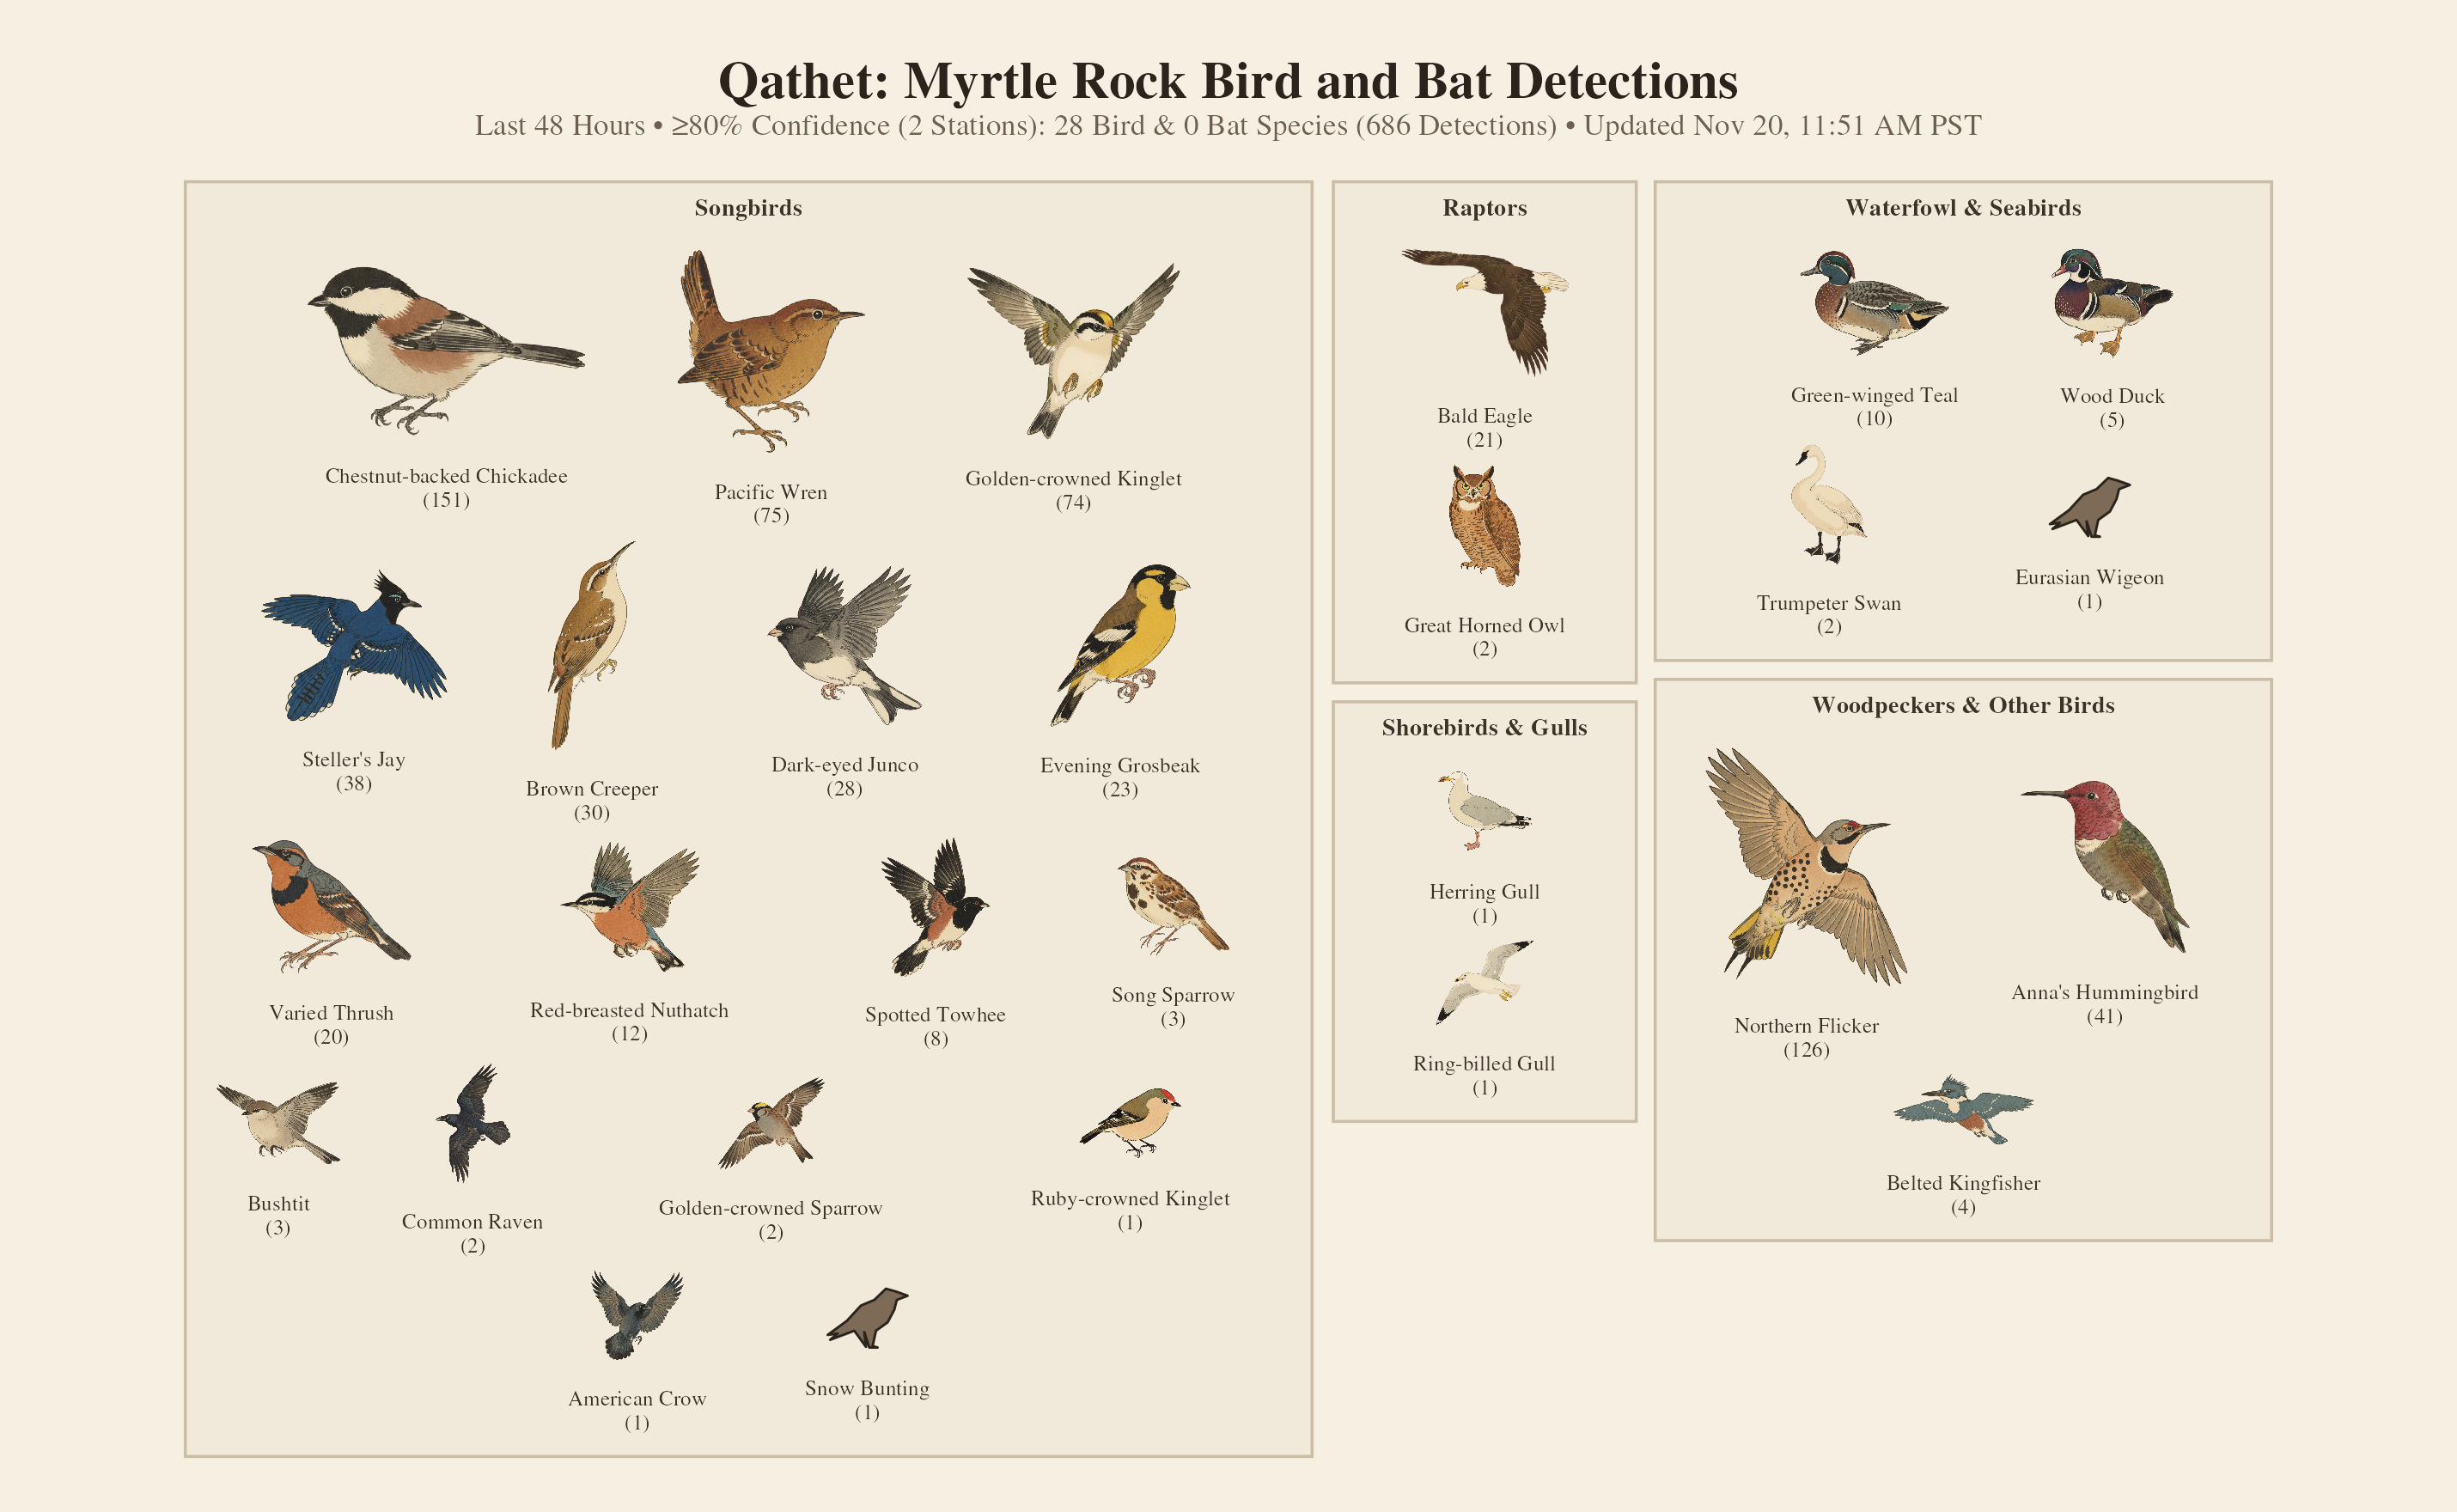 Qathet: Myrtle Rock Bird and Bat Detections
Last 48 Hours • ≥80% Confidence (2 Stations): 28 Bird & 0 Bat Species (686 Detections) • Updated Nov 20, 11:51 AM PST
Songbirds
Chestnut-backed Chickadee
(151)
Pacific Wren
(75)
Golden-crowned Kinglet
(74)
Steller's Jay
(38)
Brown Creeper
(30)
Dark-eyed Junco
(28)
Evening Grosbeak
(23)
Varied Thrush
(20)
Red-breasted Nuthatch
(12)
Spotted Towhee
(8)
Song Sparrow
(3)
Bushtit
(3)
Common Raven
(2)
Golden-crowned Sparrow
(2)
Ruby-crowned Kinglet
(1)
American Crow
(1)
Snow Bunting
(1)
Raptors
Bald Eagle
(21)
Great Horned Owl
(2)
Shorebirds & Gulls
Herring Gull
(1)
Ring-billed Gull
(1)
Waterfowl & Seabirds
Green-winged Teal
(10)
Wood Duck
(5)
Trumpeter Swan
(2)
Eurasian Wigeon
(1)
Woodpeckers & Other Birds
Northern Flicker
(126)
Anna's Hummingbird
(41)
Belted Kingfisher
(4)